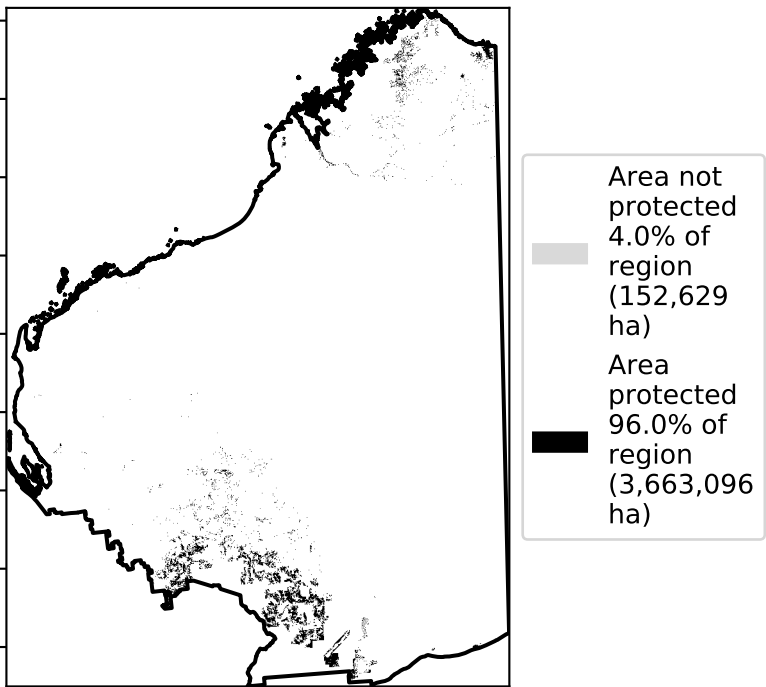 Area not
protected
4.0% of
region
(152,629
ha)
Area
protected
96.0% of
region
(3,663,096
ha)